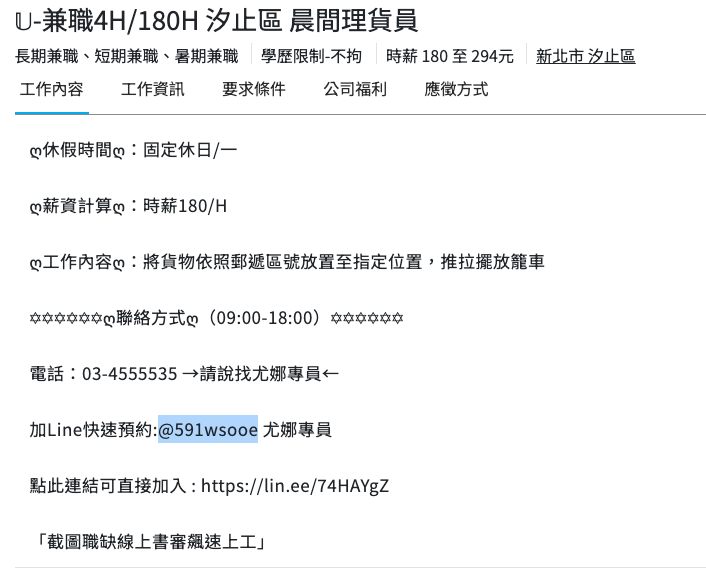 𝕌-兼職4H/180H 汐止區 晨間理貨員
長期兼職、短期兼職、暑期兼職 學歷限制-不拘 時薪 180 至 294元 新北市 汐止區
工作內容 工作資訊 要求條件 公司福利 應徵方式
ღ休假時間ღ：固定休日/一
ღ薪資計算ღ：時薪180/H
ღ工作內容ღ：將貨物依照郵遞區號放置至指定位置，推拉擺放籠車
✡✡✡✡✡✡ღ聯絡方式ღ（09:00-18:00）✡✡✡✡✡✡
電話：03-4555535 →請說找尤娜專員←
加Line快速預約:@591wsooe 尤娜專員
點此連結可直接加入 : https://lin.ee/74HAYgZ
「截圖職缺線上書審飆速上工」